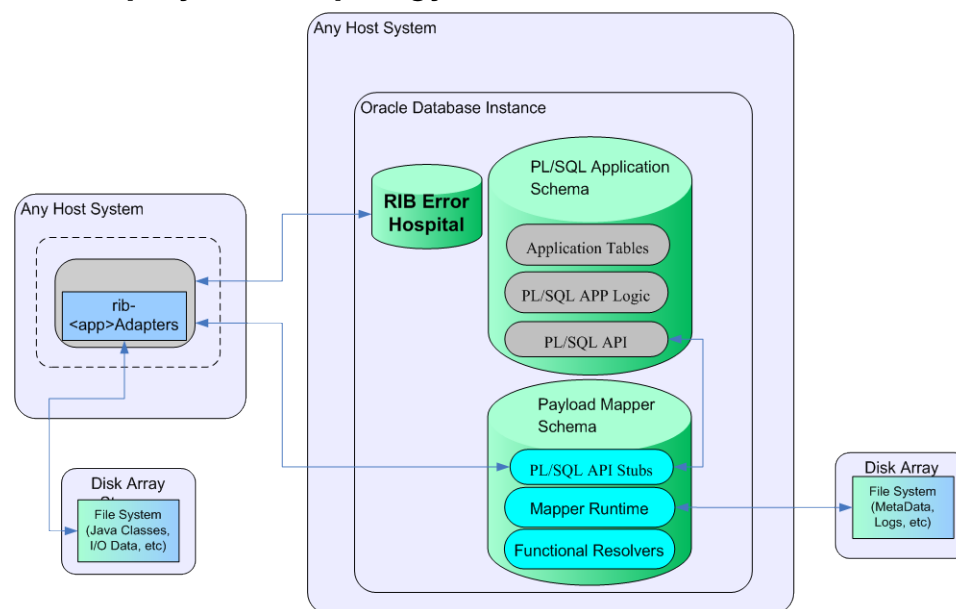 Any Host System
Oracle Database Instance
PL/SQL Application
Schema
RIB Error
Hospital
Application Tables
PL/SQL APP Logic
PL/SQL API
Any Host System
rib-
<app>Adapters
Payload Mapper
Schema
PL/SQL API Stubs
Mapper Runtime
Functional Resolvers
Disk Array
File System
(Java Classes,
I/O Data, etc)
Disk Array
File System
(MetaData,
Logs, etc)